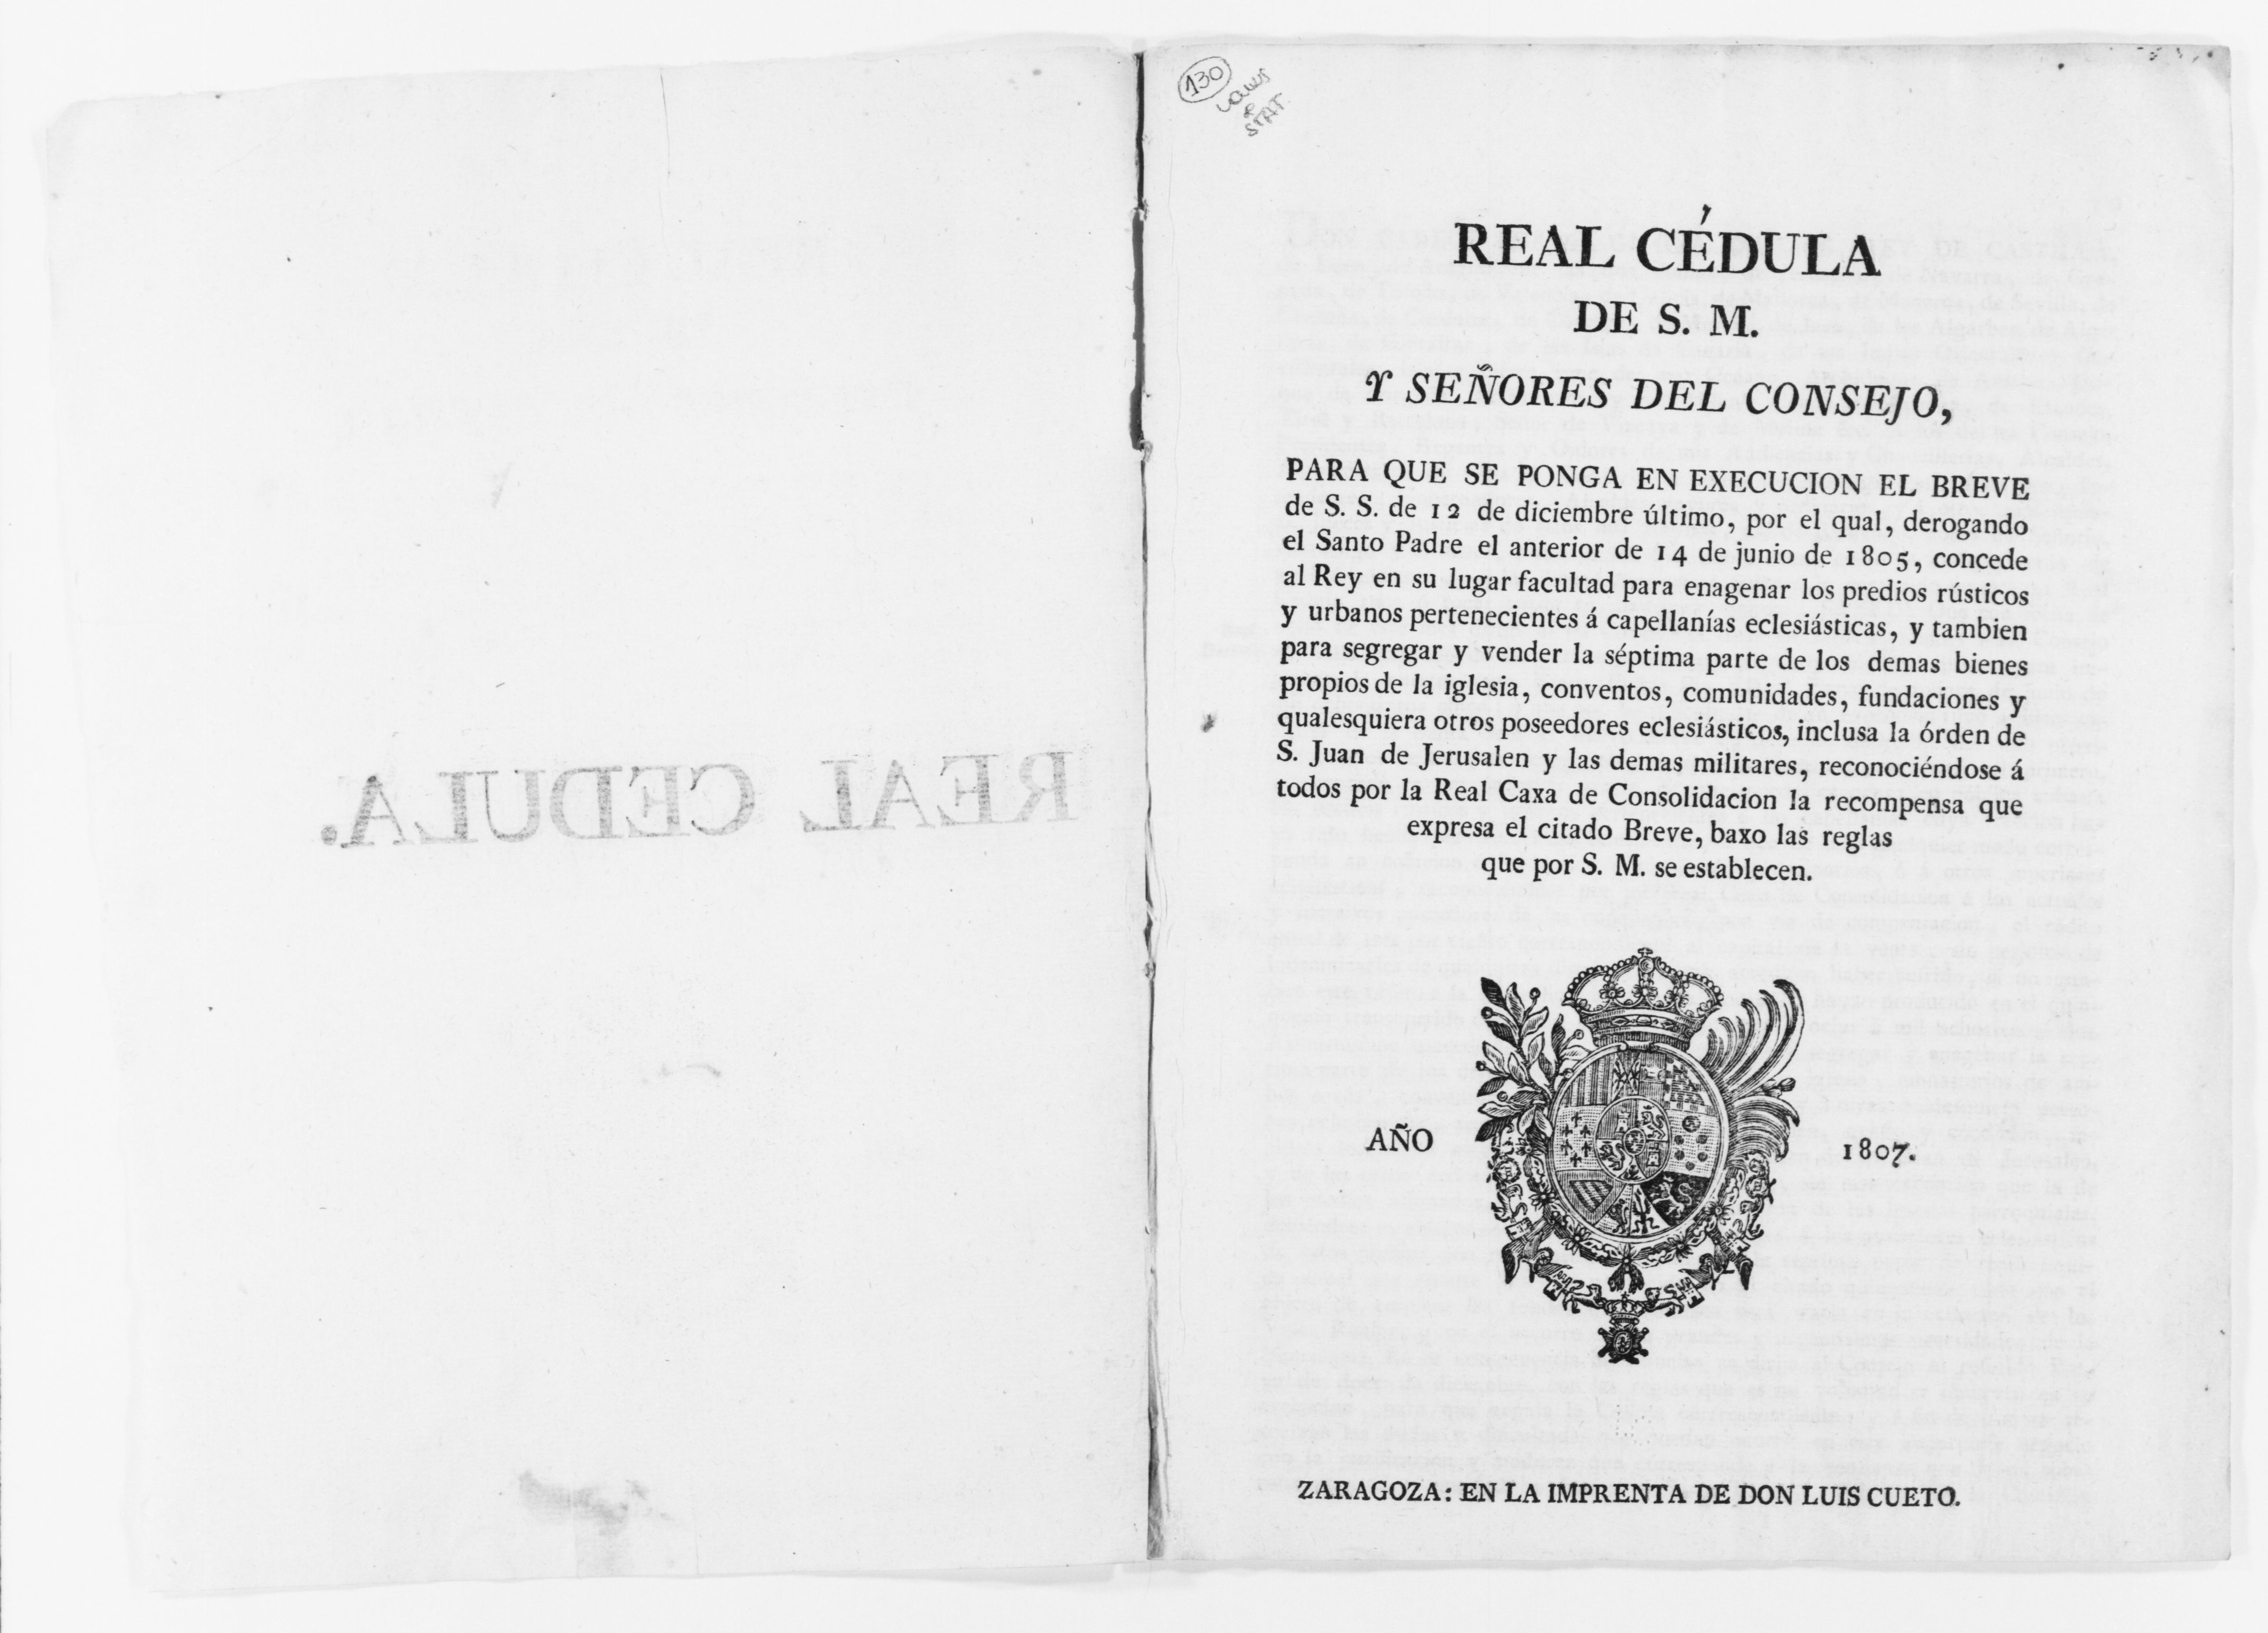 REAL CEDULA.
130
STAT
REAL CÉDULA
DE S. M.
Y SEÑORES DEL CONSEJO,
PARA QUE SE PONGA EN EXECUCION EL BREVE
de S. S. de 12 de diciembre último, por el qual, derogando
el Santo Padre el anterior de 14 de junio de 1805, concede
al Rey en su lugar facultad para enagenar los predios rústicos
y urbanos pertenecientes á capellanías eclesiásticas, y tambien
para segregar y vender la séptima parte de los demas bienes
propios de la iglesia, conventos, comunidades, fundaciones y
qualesquiera otros poseedores eclesiásticos, inclusa la órden de
S. Juan de Jerusalen y las demas militares, reconociéndose á
todos por la Real Caxa de Consolidacion la recompensa que
expresa el citado Breve, baxo las reglas
que por S. M. se establecen.
AÑO 1807.
ZARAGOZA: EN LA IMPRENTA DE DON LUIS CUETO.